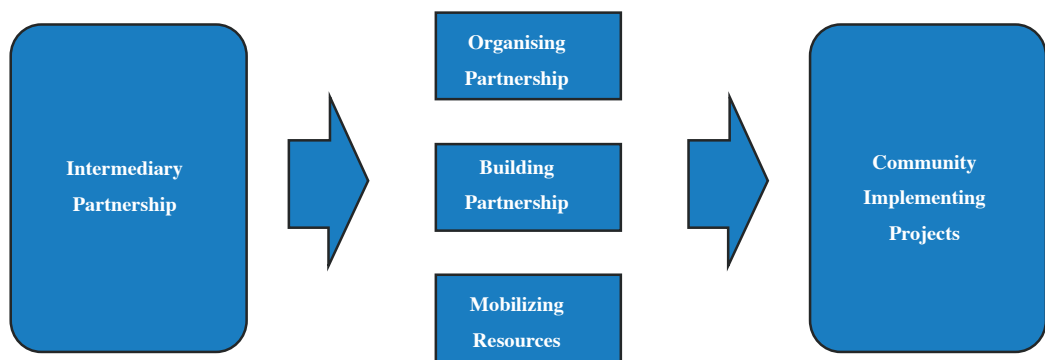 Intermediary
Partnership
Organising
Partnership
Building
Partnership
Mobilizing
Resources
Community
Implementing
Projects